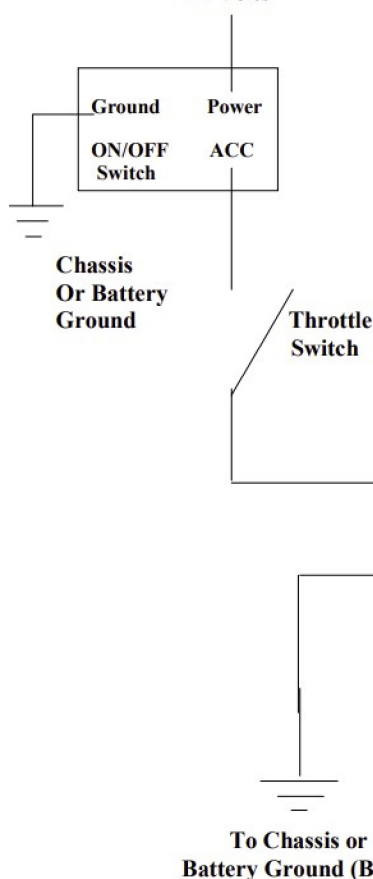 Ground Power
ON/OFF ACC
Switch
Chassis
Or Battery
Ground
Throttle
Switch
To Chassis or
Battery Ground (B